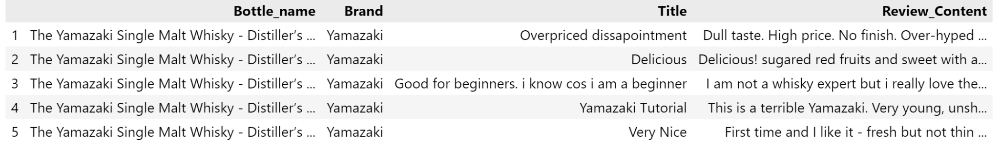 Bottle_name Brand Title Review_Content
1 The Yamazaki Single Malt Whisky - Distiller’s ... Yamazaki Overpriced dissapointment Dull taste. High price. No finish. Over-hyped ...
2 The Yamazaki Single Malt Whisky - Distiller’s ... Yamazaki Delicious Delicious! sugared red fruits and sweet with a...
3 The Yamazaki Single Malt Whisky - Distiller’s ... Yamazaki Good for beginners. i know cos i am a beginner I am not a whisky expert but i really love the...
4 The Yamazaki Single Malt Whisky - Distiller’s ... Yamazaki Yamazaki Tutorial This is a terrible Yamazaki. Very young, unsh...
5 The Yamazaki Single Malt Whisky - Distiller’s ... Yamazaki Very Nice First time and I like it - fresh but not thin ...